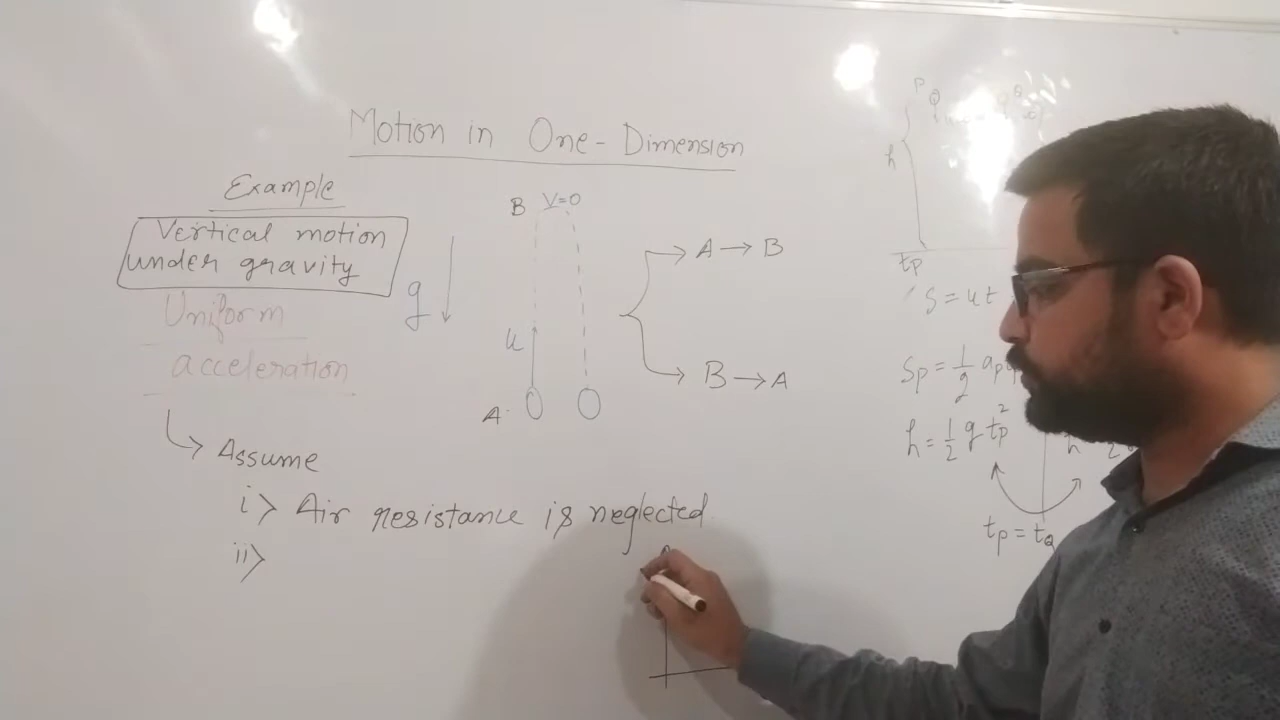 Motion in One-Dimension
Example
Vertical motion
under gravity
Uniform
acceleration
g
B V=0
u
A
A → B
B → A
Assume
i> Air resistance is neglected
ii>
P Q
h
tp
S = ut
Sp = 1/2 ap
h = 1/2 g tp²
h
tp = tQ